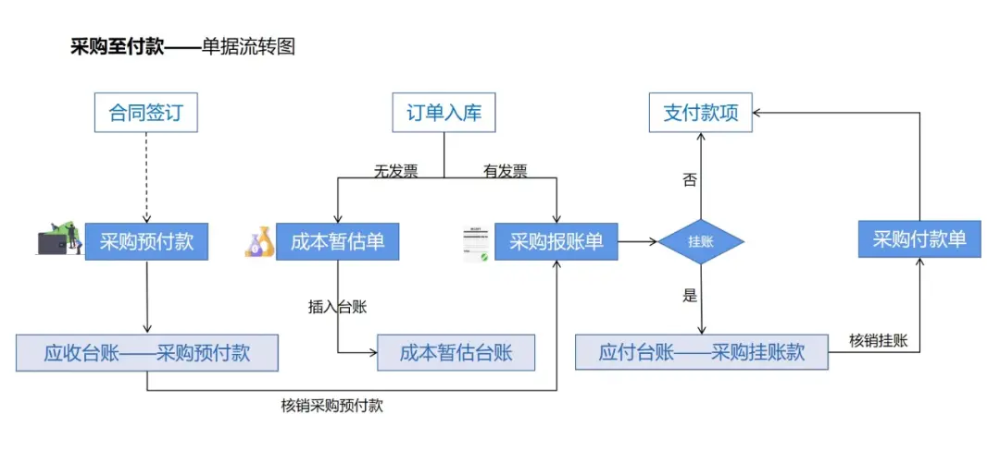 采购至付款——单据流转图
合同签订
订单入库
支付款项
无发票
有发票
否
采购预付款
成本暂估单
采购报账单
挂账
采购付款单
插入台账
是
应收台账——采购预付款
成本暂估台账
应付台账——采购挂账款
核销挂账
核销采购预付款